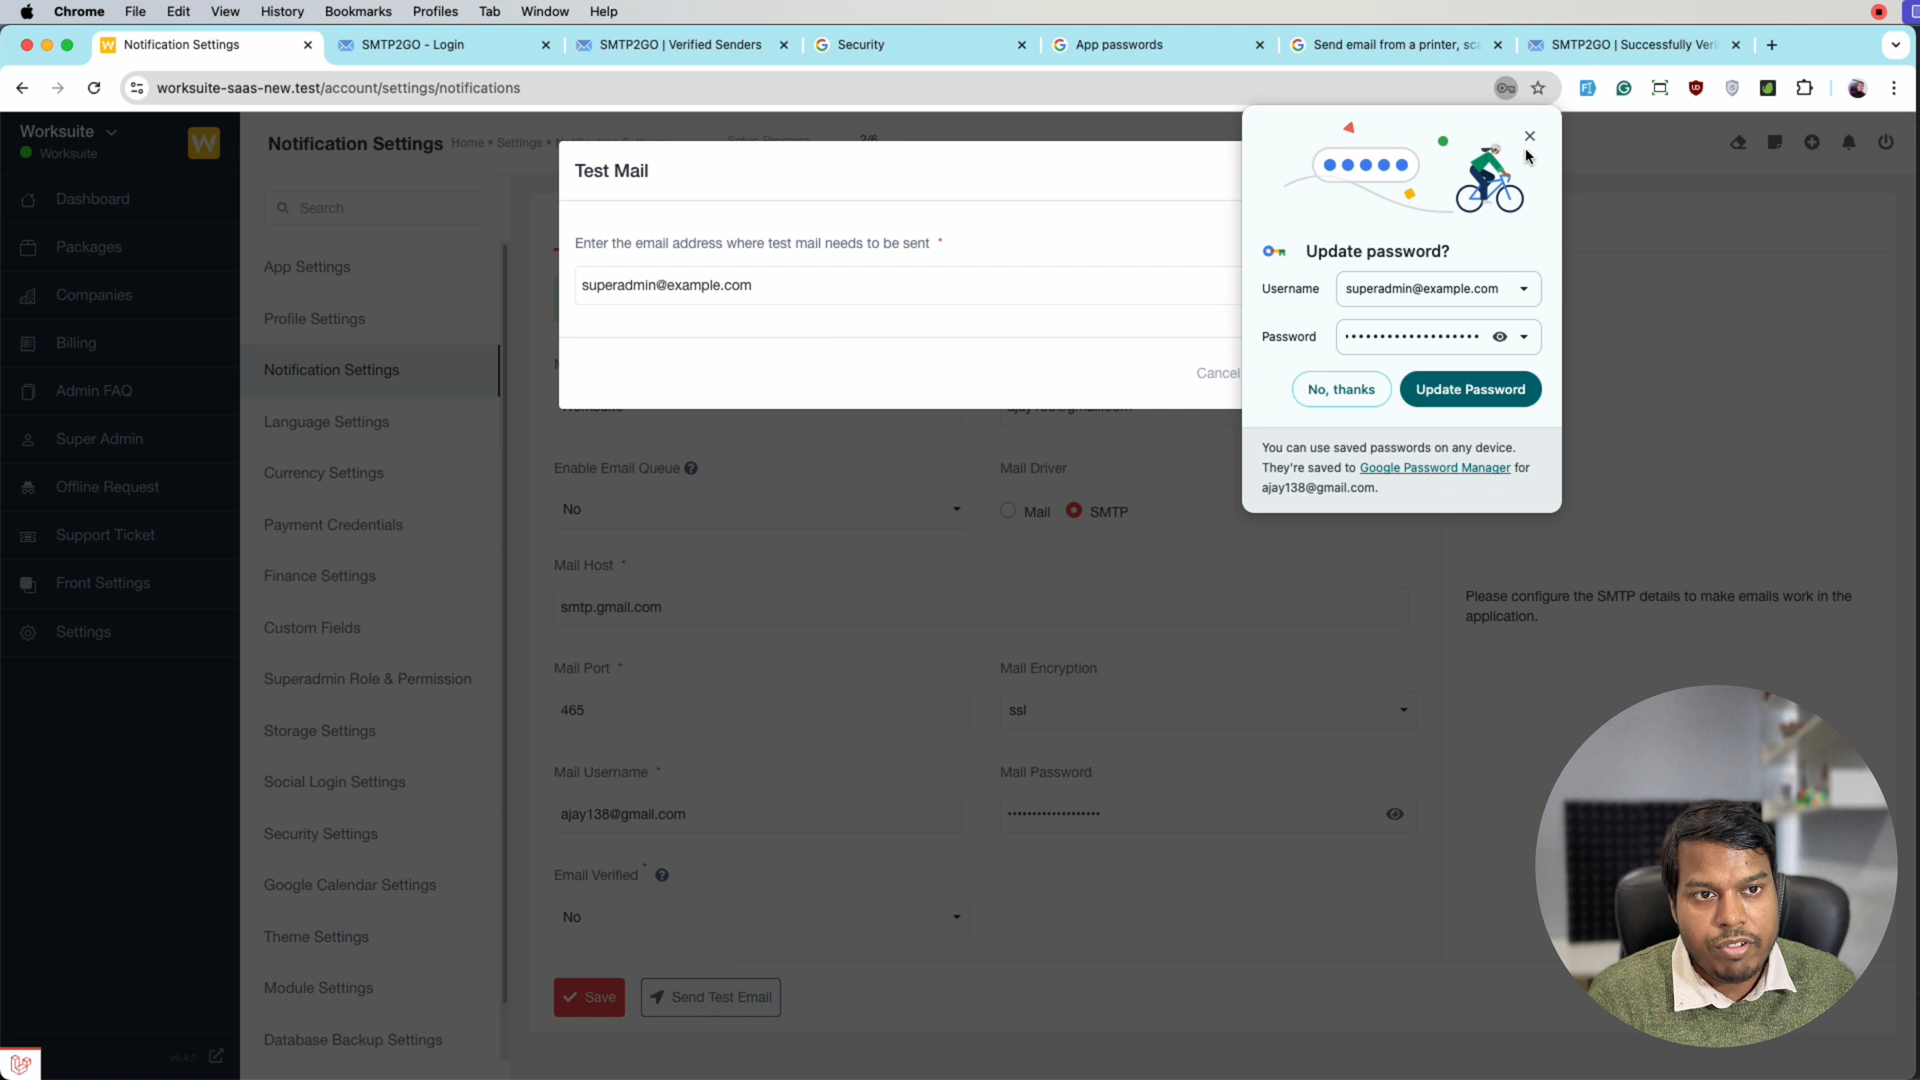 Chrome File Edit View History Bookmarks Profiles Tab Window Help
Notification Settings
SMTP2GO - Login
SMTP2GO | Verified Senders
Security
App passwords
Send email from a printer, sc
SMTP2GO | Successfully Veri
worksuite-saas-new.test/account/settings/notifications
Worksuite
Worksuite
W
Notification Settings
Home • Settings •
2/6
Dashboard
Packages
Companies
Billing
Admin FAQ
Super Admin
Offline Request
Support Ticket
Front Settings
Settings
v5.4.7
Search
App Settings
Profile Settings
Notification Settings
Language Settings
Currency Settings
Payment Credentials
Finance Settings
Custom Fields
Superadmin Role & Permission
Storage Settings
Social Login Settings
Security Settings
Google Calendar Settings
Theme Settings
Module Settings
Database Backup Settings
Test Mail
Enter the email address where test mail needs to be sent *
superadmin@example.com
Cancel
Enable Email Queue
No
Mail Driver
Mail SMTP
Mail Host *
smtp.gmail.com
Mail Port *
465
Mail Encryption
ssl
Mail Username *
ajay138@gmail.com
Mail Password
•••••••••••••••••••
Email Verified *
No
Save
Send Test Email
Please configure the SMTP details to make emails work in the
application.
Update password?
Username superadmin@example.com
Password •••••••••••••••••••
No, thanks
Update Password
You can use saved passwords on any device.
They're saved to Google Password Manager for
ajay138@gmail.com.